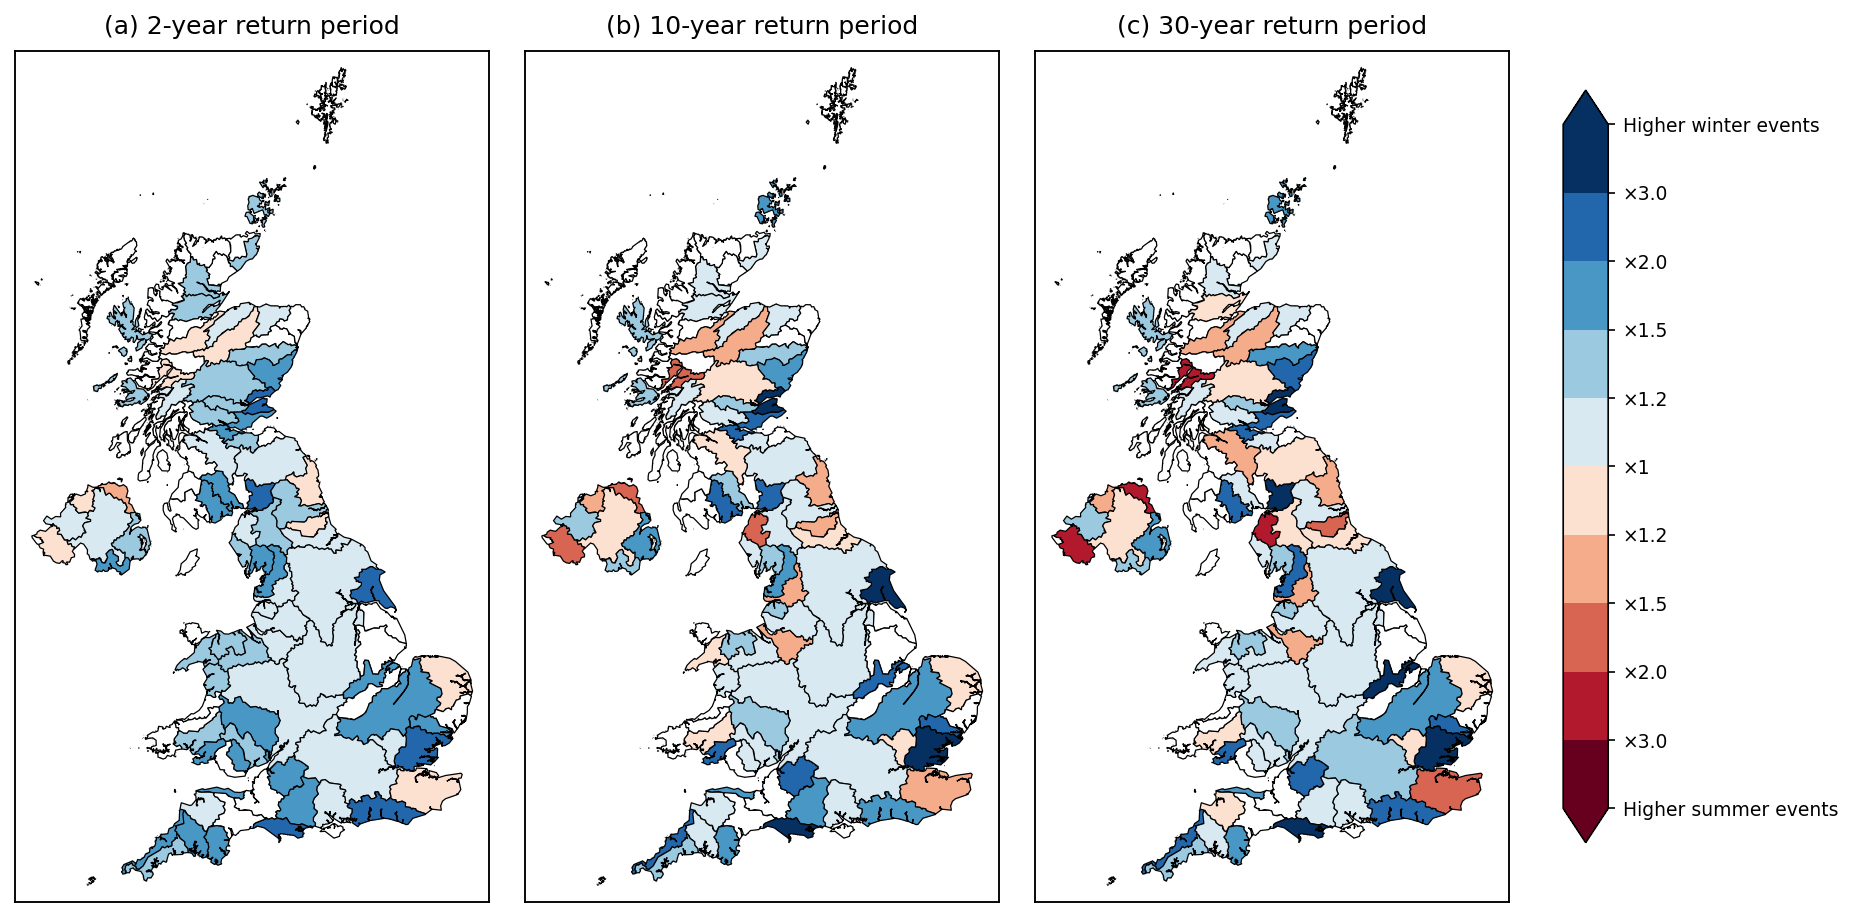 (a) 2-year return period
(b) 10-year return period
(c) 30-year return period
Higher winter events
×3.0
×2.0
×1.5
×1.2
×1
×1.2
×1.5
×2.0
×3.0
Higher summer events